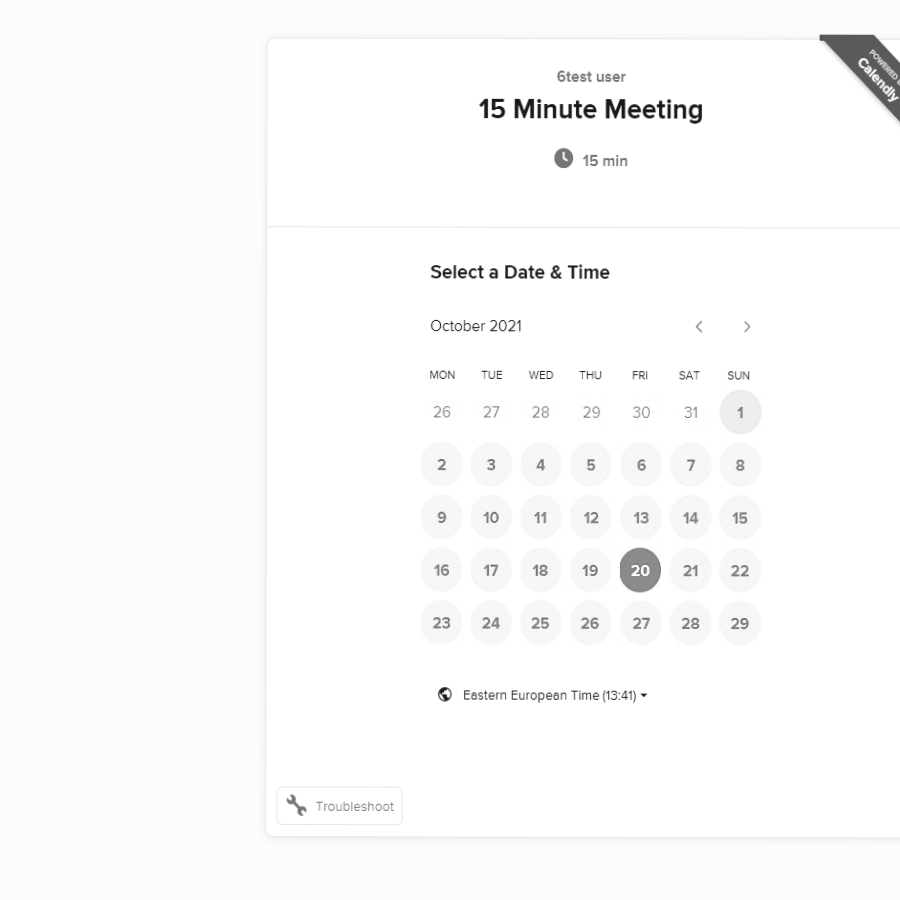 6test user
15 Minute Meeting
15 min
POWERED
Calendly
Select a Date & Time
October 2021
MON TUE WED THU FRI SAT SUN
26 27 28 29 30 31 1
2 3 4 5 6 7 8
9 10 11 12 13 14 15
16 17 18 19 20 21 22
23 24 25 26 27 28 29
Eastern European Time (13:41)
Troubleshoot